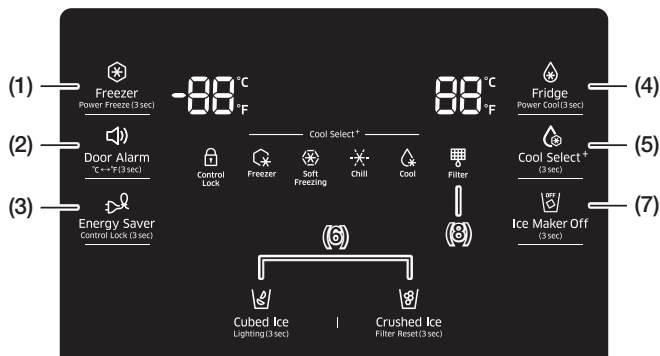 (1)
Freezer
Power Freeze (3 sec)
-88 °C
°F
88 °C
°F
Fridge
Power Cool (3 sec)
(4)
(2)
Door Alarm
°C↔°F (3 sec)
Cool Select+
Control
Lock
Freezer
Soft
Freezing
Chill
Cool
Filter
Cool Select+
(3 sec)
(5)
(3)
Energy Saver
Control Lock (3 sec)
(6)
(8)
OFF
Ice Maker Off
(3 sec)
(7)
Cubed Ice
Lighting (3 sec)
Crushed Ice
Filter Reset (3 sec)